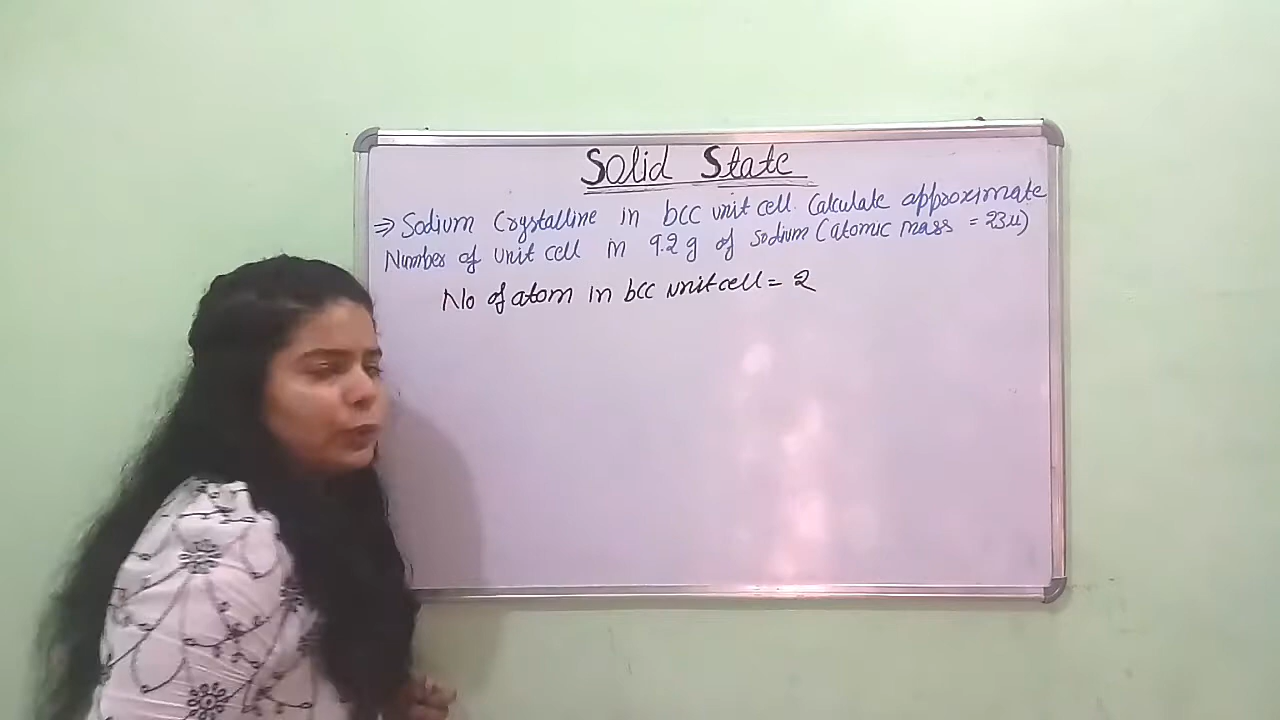 Solid State
⇒ Sodium Crystalline in bcc unit cell. Calculate approximate
Number of unit cell in 9.2 g of sodium (atomic mass = 23u)
No of atom in bcc unit cell = 2